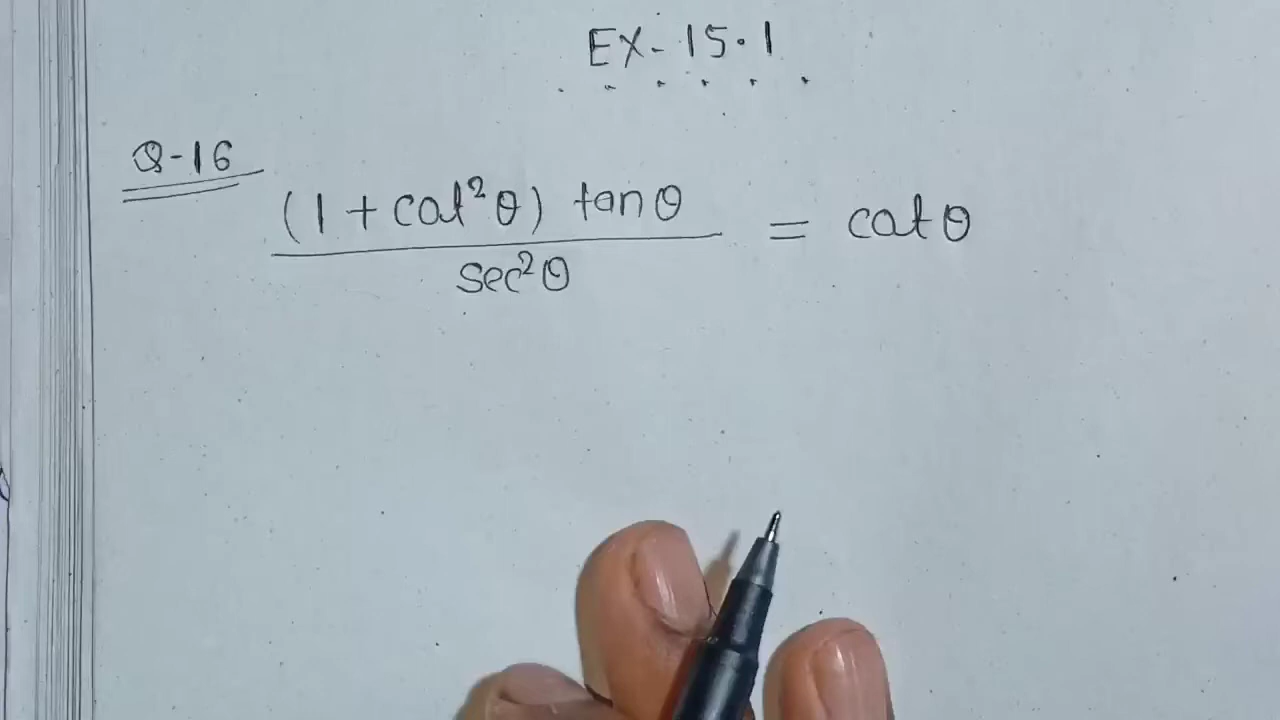 EX-15.1
Q-16
(1 + cot²θ) tanθ
sec²θ
= cotθ